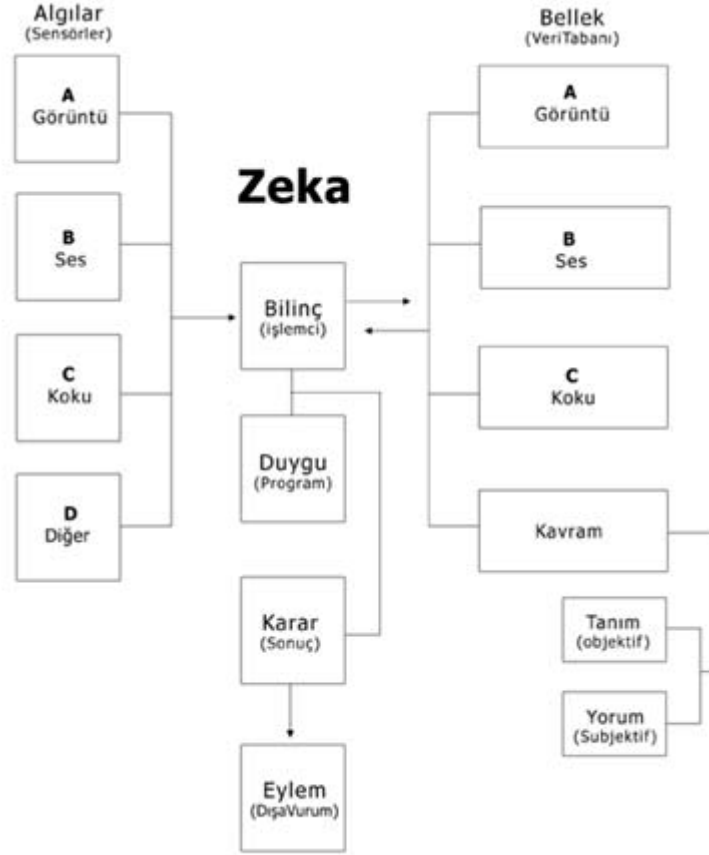 Algılar
(Sensörler)
A
Görüntü
B
Ses
C
Koku
D
Diğer
Zeka
Bilinç
(işlemci)
Duygu
(Program)
Karar
(Sonuç)
Eylem
(DışaVurum)
Bellek
(VeriTabanı)
A
Görüntü
B
Ses
C
Koku
Kavram
Tanım
(objektif)
Yorum
(Subjektif)